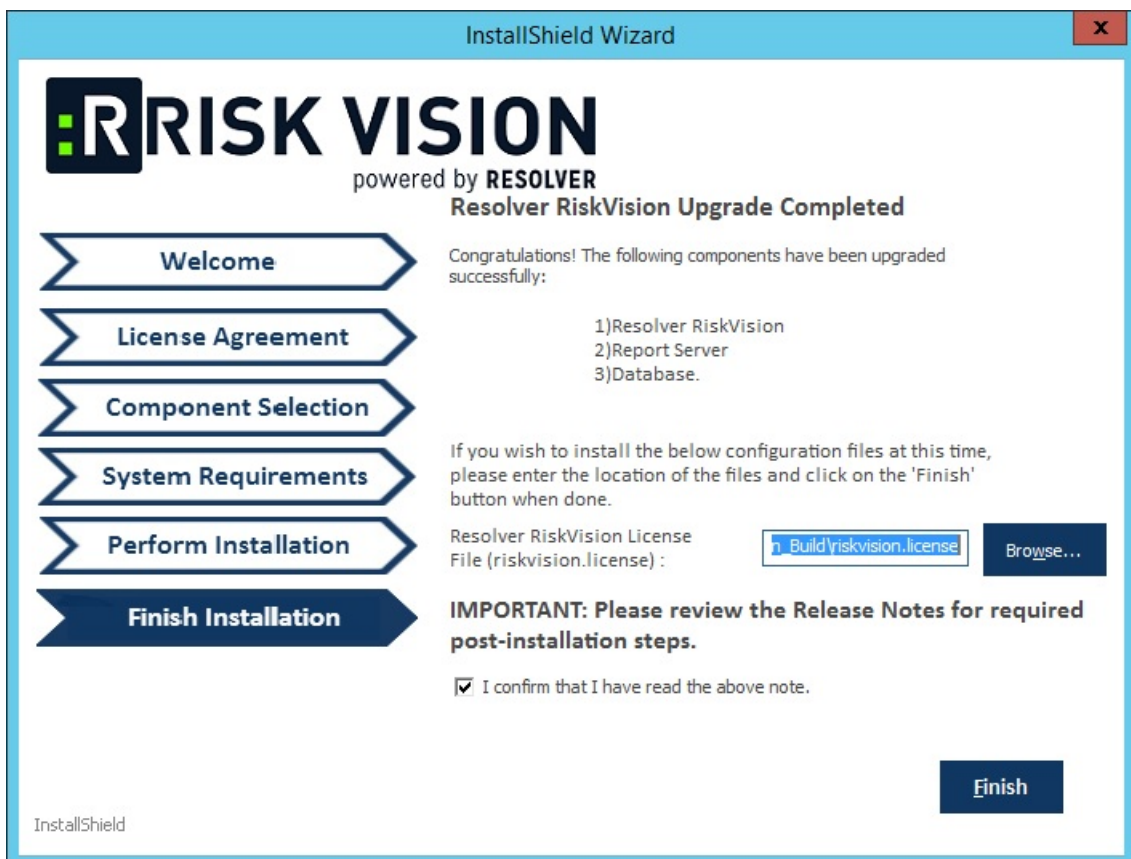 InstallShield Wizard
x
:R RISK VISION
powered by RESOLVER
Resolver RiskVision Upgrade Completed
Welcome
License Agreement
Component Selection
System Requirements
Perform Installation
Finish Installation
Congratulations! The following components have been upgraded
successfully:
1)Resolver RiskVision
2)Report Server
3)Database.
If you wish to install the below configuration files at this time,
please enter the location of the files and click on the 'Finish'
button when done.
Resolver RiskVision License
File (riskvision.license) :
n_Build\riskvision.license
Browse...
IMPORTANT: Please review the Release Notes for required
post-installation steps.
I confirm that I have read the above note.
Finish
InstallShield